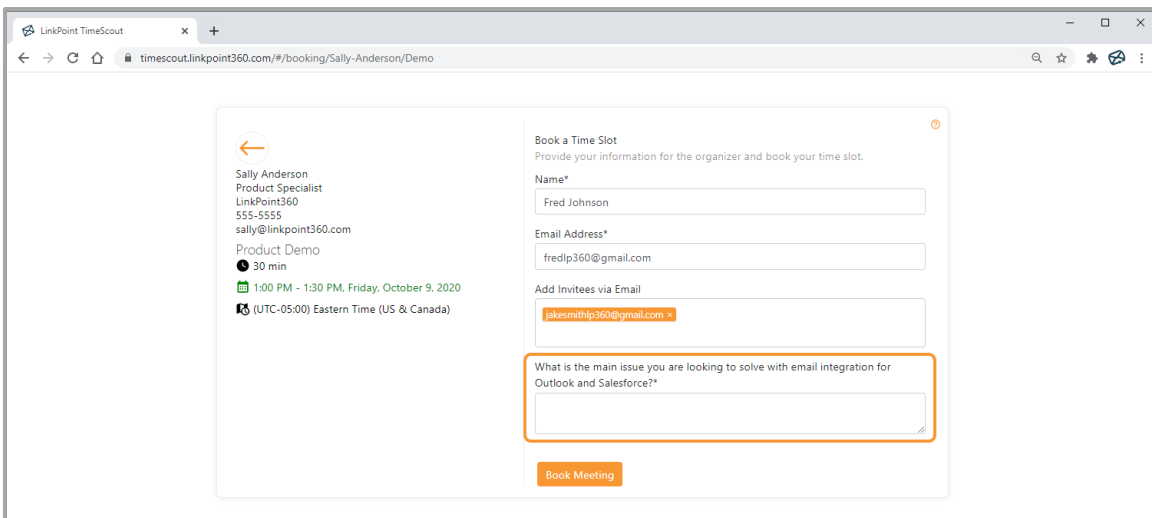 LinkPoint TimeScout
timescout.linkpoint360.com/#/booking/Sally-Anderson/Demo
Sally Anderson
Product Specialist
LinkPoint360
555-5555
sally@linkpoint360.com
Product Demo
30 min
1:00 PM - 1:30 PM, Friday, October 9, 2020
(UTC-05:00) Eastern Time (US & Canada)
Book a Time Slot
Provide your information for the organizer and book your time slot.
Name*
Fred Johnson
Email Address*
fredlp360@gmail.com
Add Invitees via Email
jakesmithlp360@gmail.com ×
What is the main issue you are looking to solve with email integration for
Outlook and Salesforce?*
Book Meeting